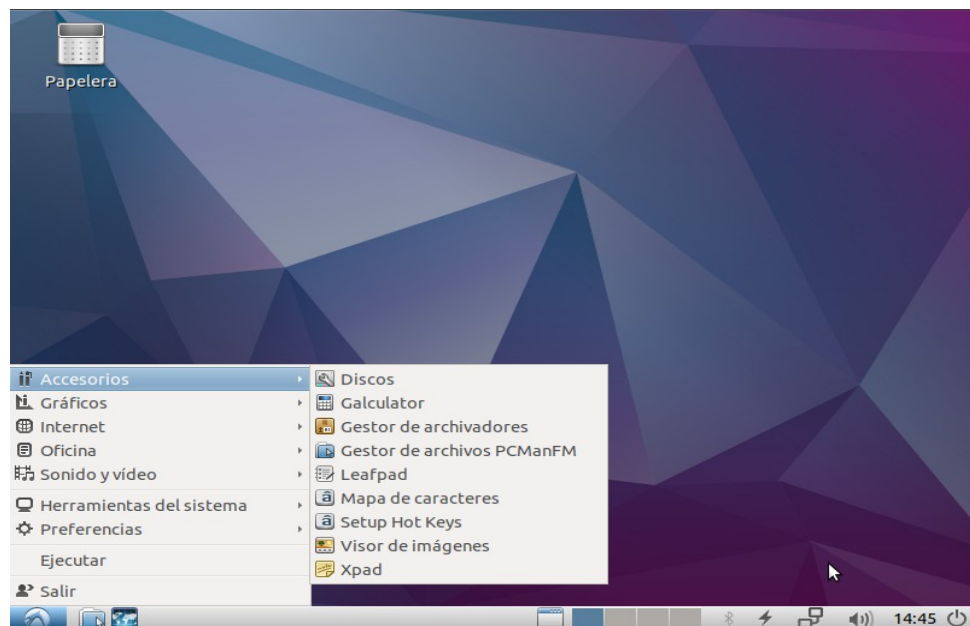 Papelera
Accesorios
Gráficos
Internet
Oficina
Sonido y vídeo
Herramientas del sistema
Preferencias
Ejecutar
Salir
Discos
Galculator
Gestor de archivadores
Gestor de archivos PCManFM
Leafpad
Mapa de caracteres
Setup Hot Keys
Visor de imágenes
Xpad
14:45